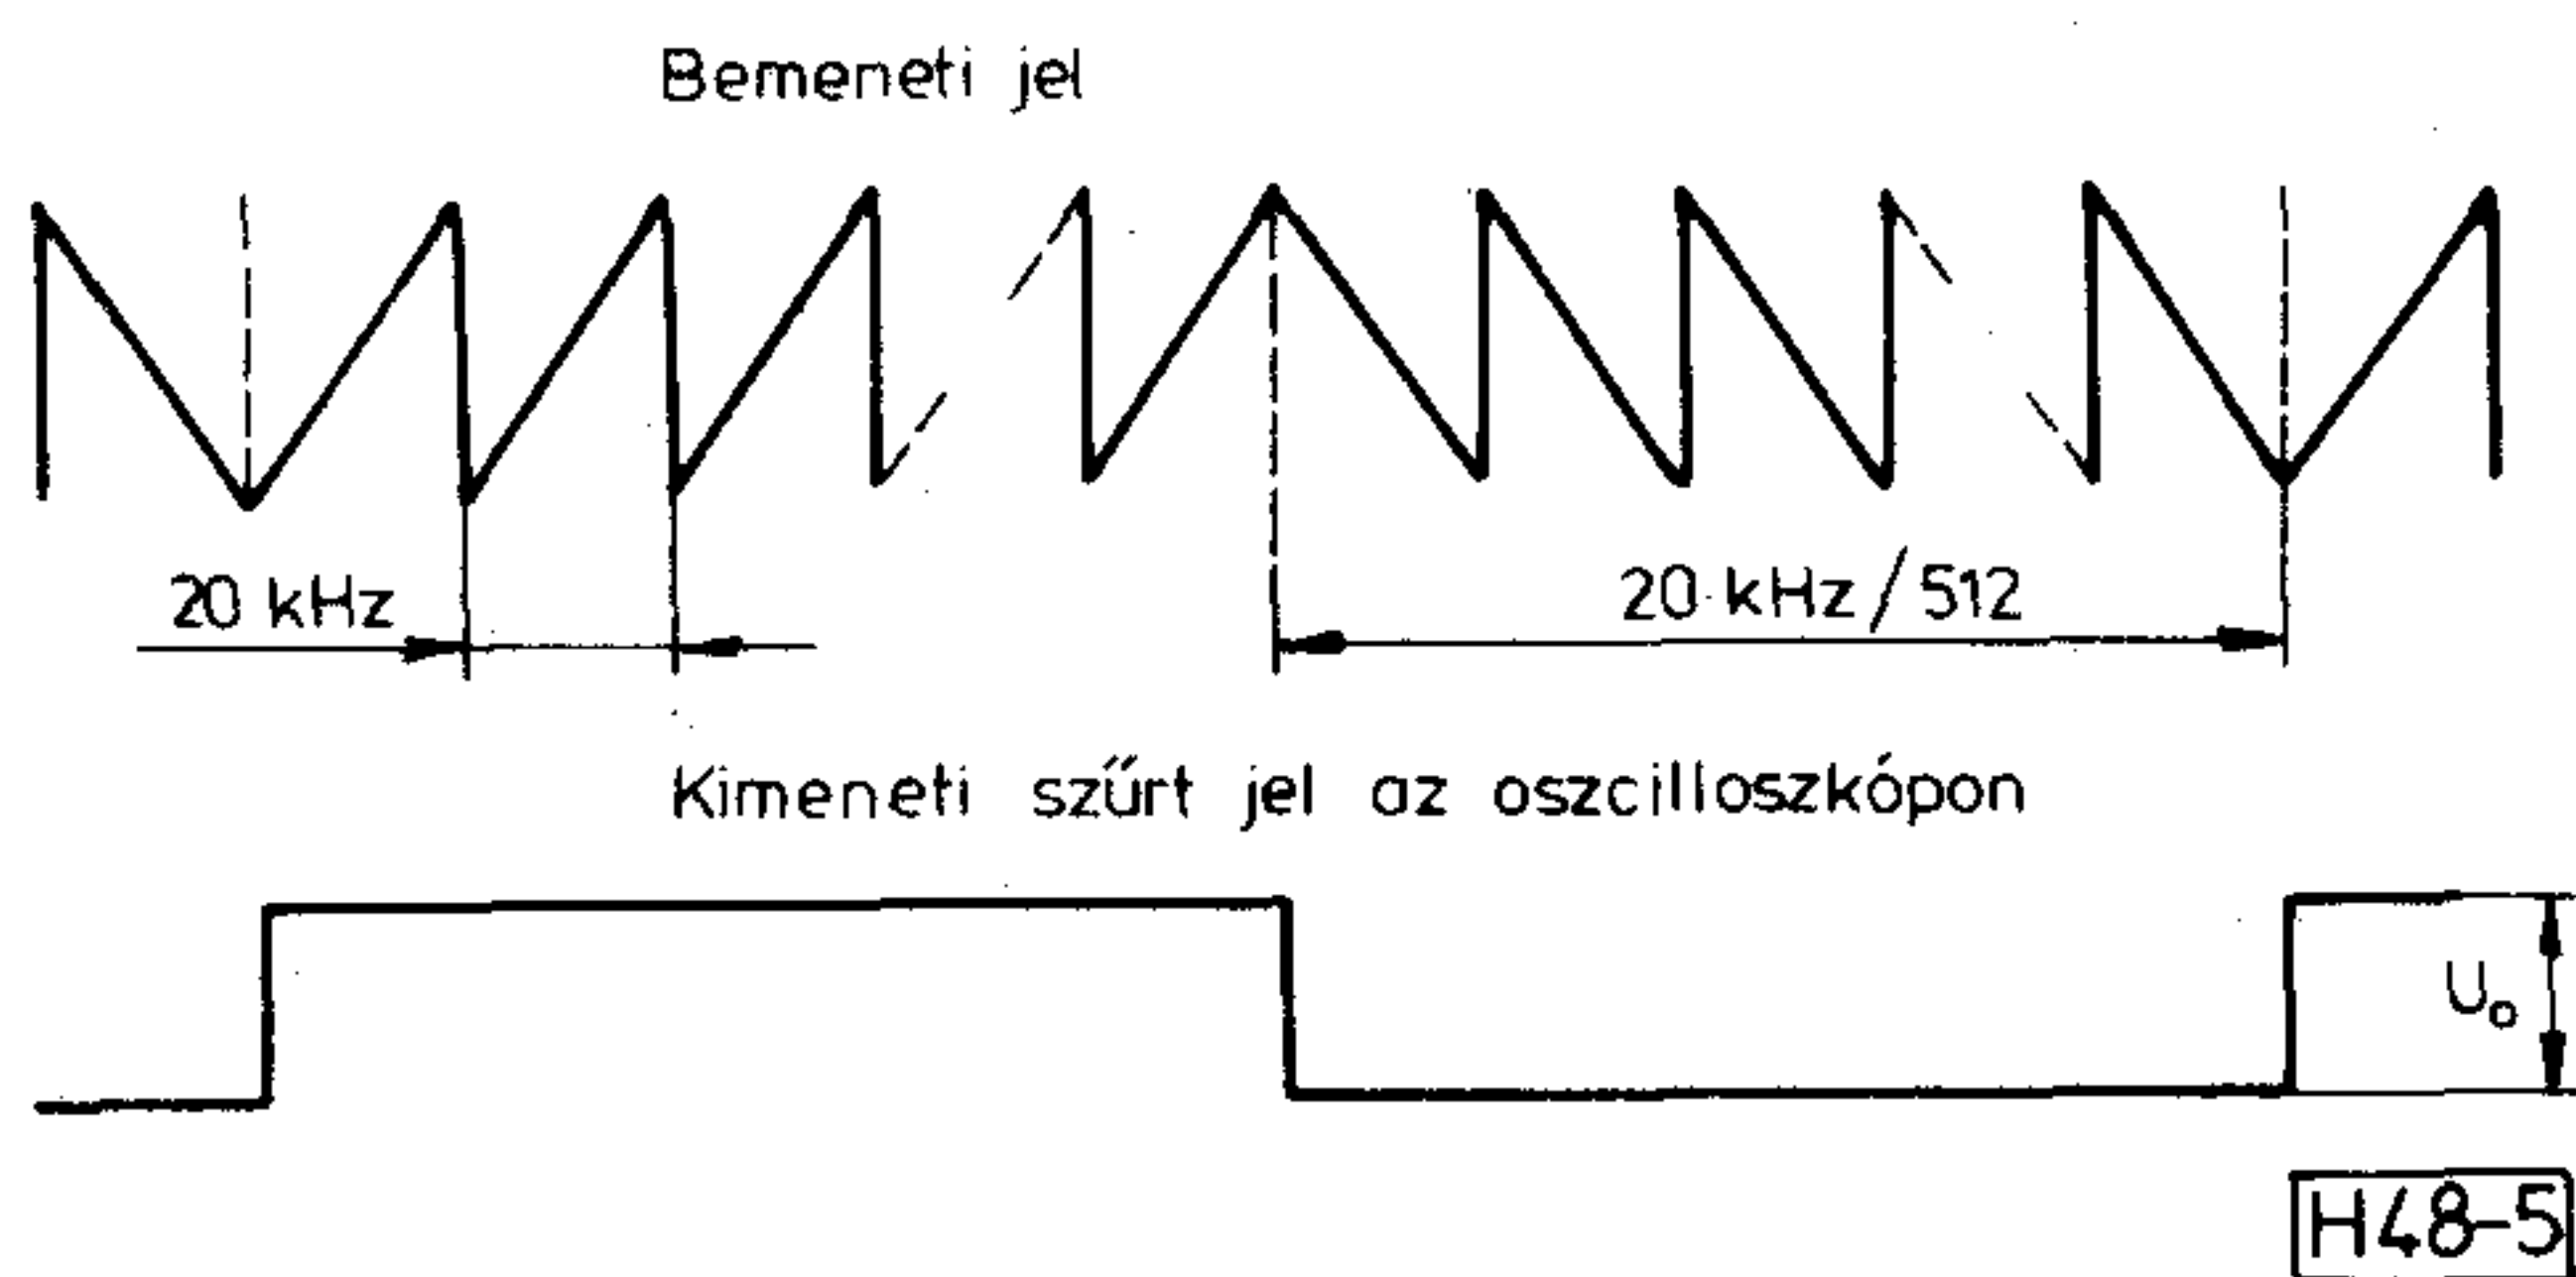 Bemeneti jel
20 kHz
20 kHz/512
Kimeneti szűrt jel az oszcilloszkópon
U₀
H48-5